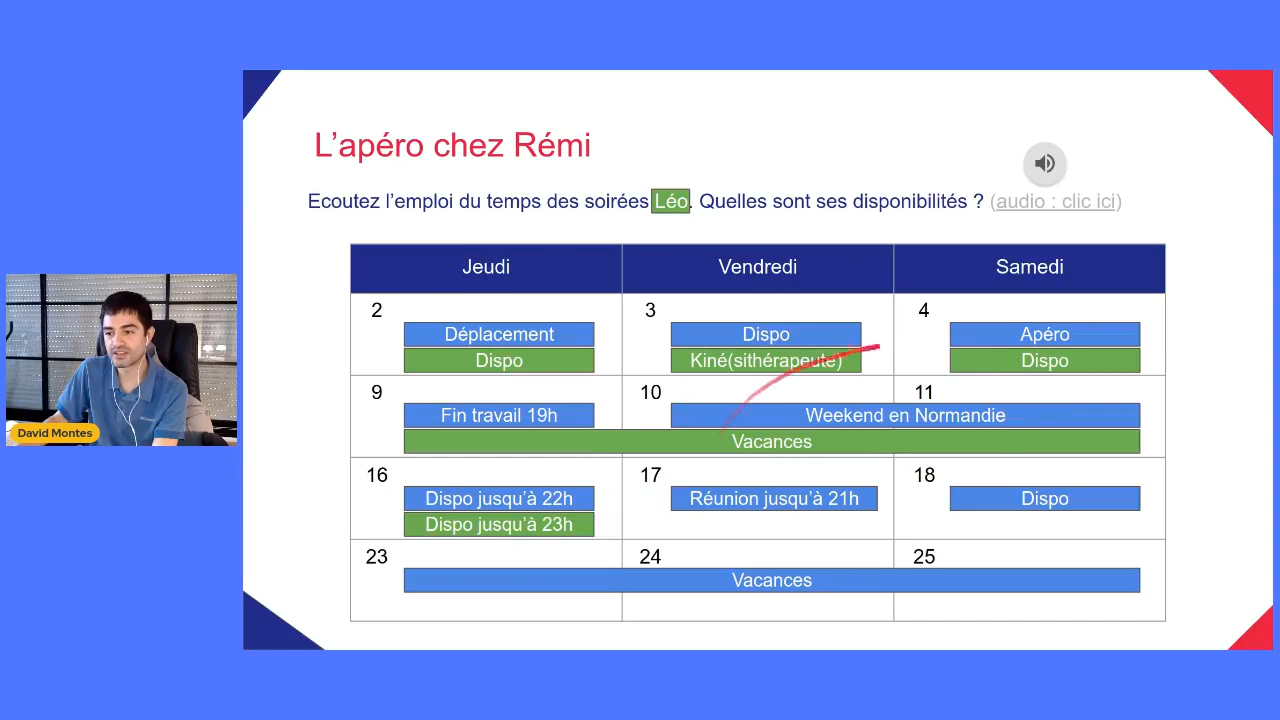 L'apéro chez Rémi
Ecoutez l'emploi du temps des soirées Léo. Quelles sont ses disponibilités ? (audio : clic ici)
Jeudi Vendredi Samedi
2 3 4
Déplacement Dispo Apéro
Dispo Kiné(sithérapeute) Dispo
9 10 11
Fin travail 19h Weekend en Normandie
Vacances
16 17 18
Dispo jusqu'à 22h Réunion jusqu'à 21h Dispo
Dispo jusqu'à 23h
23 24 25
Vacances
David Montes